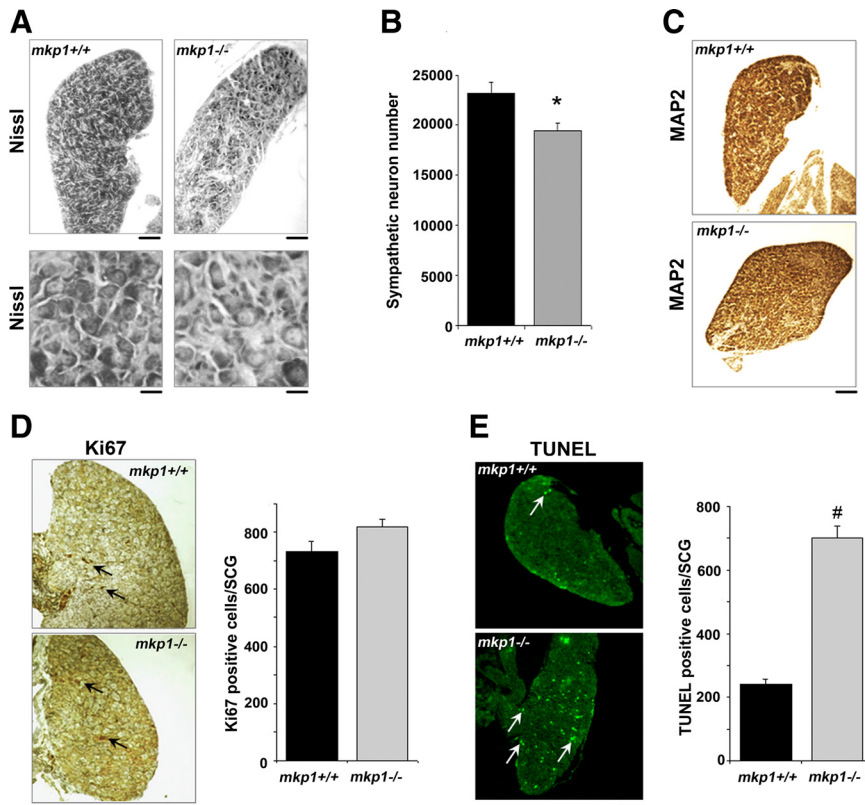 A
mkp1+/+
mkp1-/-
Nissl
Nissl
B
Sympathetic neuron number
25000
20000
15000
10000
5000
0
*
mkp1+/+
mkp1-/-
C
mkp1+/+
MAP2
mkp1-/-
MAP2
D
Ki67
mkp1+/+
mkp1-/-
Ki67 positive cells/SCG
800
600
400
200
0
mkp1+/+
mkp1-/-
E
TUNEL
mkp1+/+
mkp1-/-
TUNEL positive cells/SCG
800
600
400
200
0
#
mkp1+/+
mkp1-/-